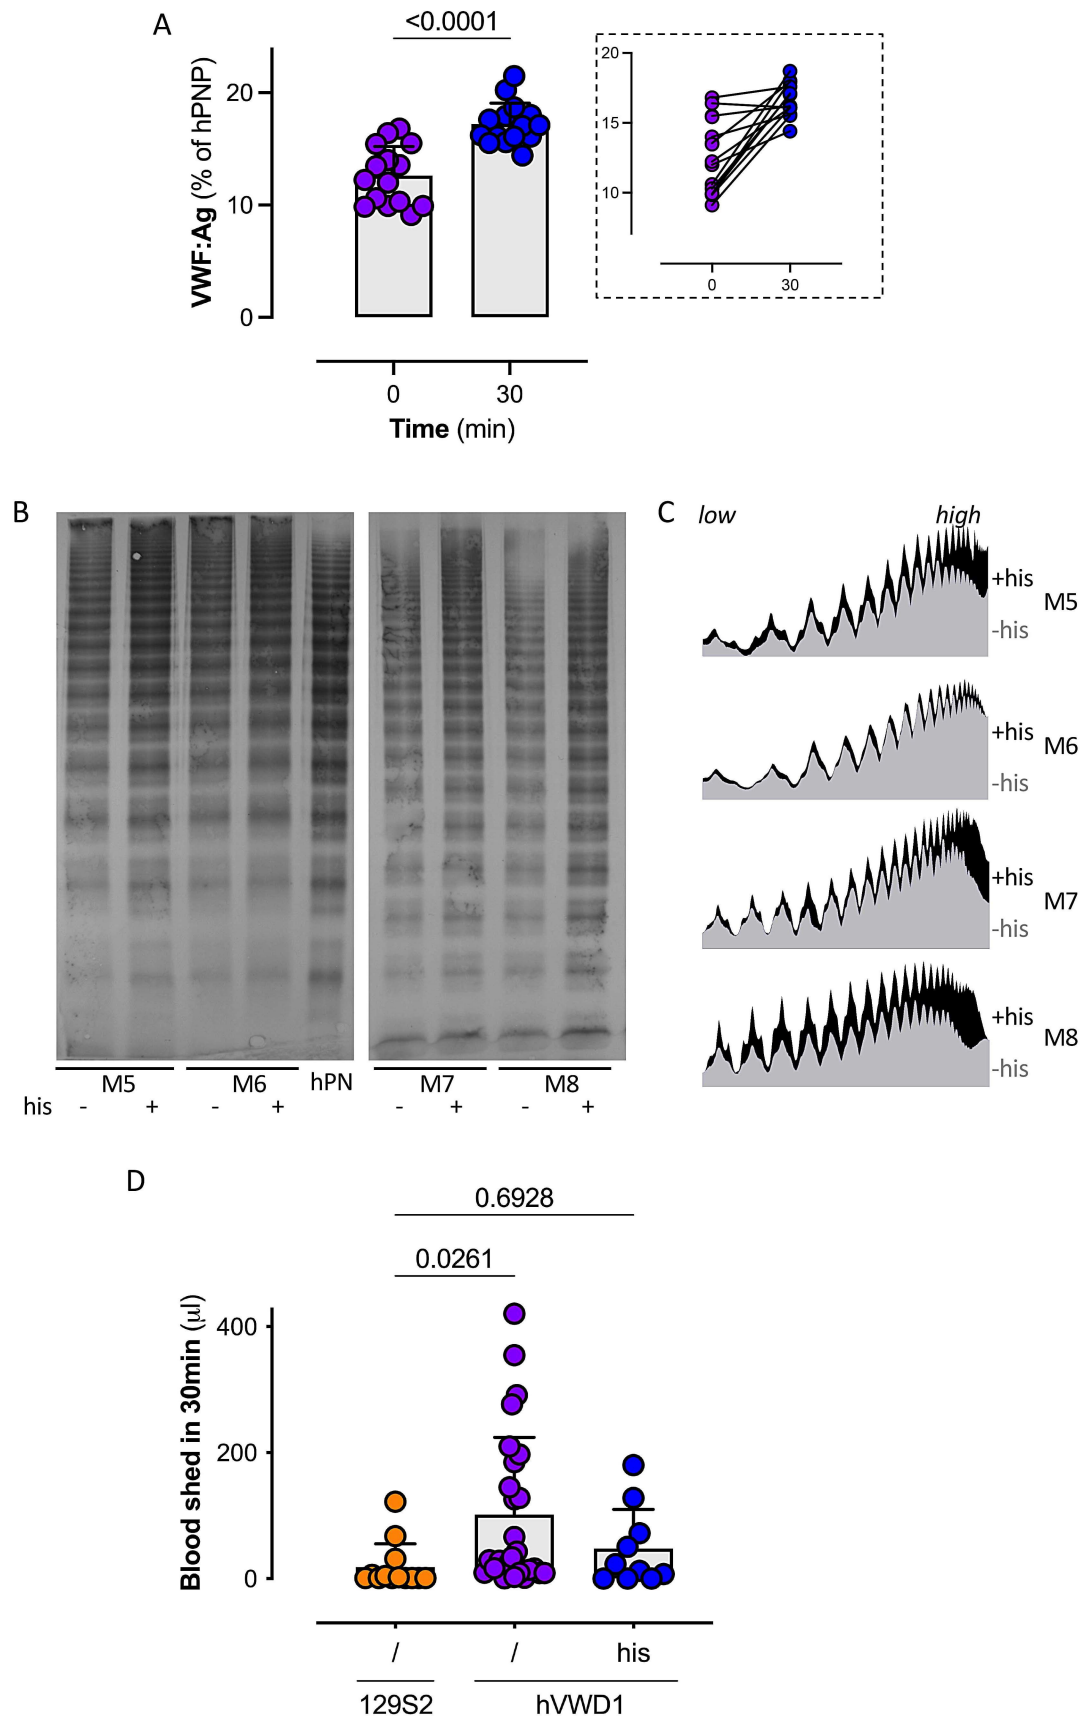 A
<0.0001
VWF:Ag (% of hPNP)
20
10
0
0 30
Time (min)
20
15
10
0 30
B
M5 M6 hPN M7 M8
his - + - + - + - +
C
low high
+his
M5
-his
+his
M6
-his
+his
M7
-his
+his
M8
-his
D
0.6928
0.0261
Blood shed in 30min (µl)
400
200
0
/ / his
129S2 hVWD1